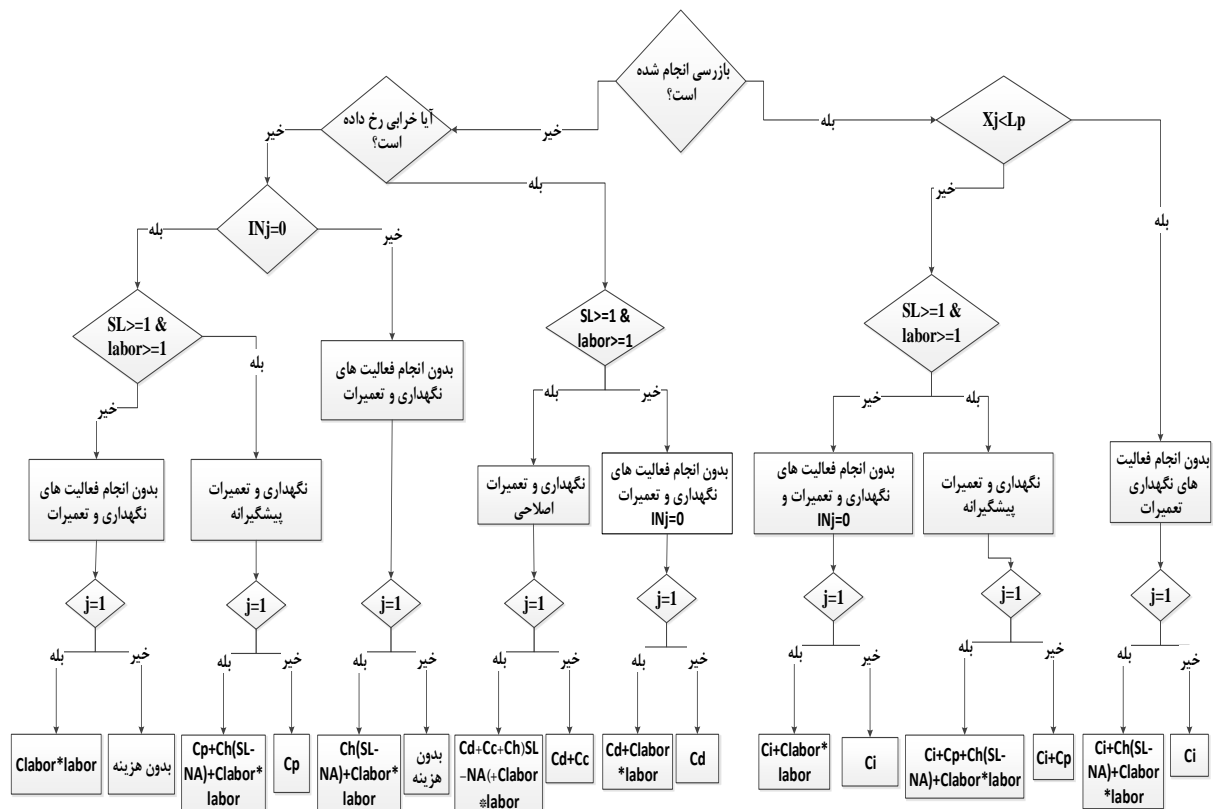 بازرسی انجام شده
است؟
آیا خرابی رخ داده
است؟
خیر
بله
Xj<Lp
خیر
بله
خیر
بله
INj=0
بله
خیر
SL>=1 &
labor>=1
بله
خیر
SL>=1 &
labor>=1
بله
خیر
SL>=1 &
labor>=1
خیر
بله
بدون انجام فعالیت های
نگهداری و تعمیرات
بدون انجام فعالیت های
نگهداری و تعمیرات
نگهداری و تعمیرات
پیشگیرانه
نگهداری و تعمیرات
اصلاحی
بدون انجام فعالیت های
نگهداری و تعمیرات
INj=0
بدون انجام فعالیت های
نگهداری و تعمیرات و
INj=0
نگهداری و تعمیرات
پیشگیرانه
بدون انجام فعالیت
های نگهداری
تعمیرات
j=1
j=1
j=1
j=1
j=1
j=1
j=1
j=1
بله
خیر
بله
خیر
بله
خیر
بله
خیر
بله
خیر
بله
خیر
بله
خیر
بله
خیر
Clabor*labor
بدون هزینه
Cp+Ch(SL-
NA)+Clabor*
labor
Cp
Ch(SL-
NA)+Clabor*
labor
بدون
هزینه
Cd+Cc+Ch)SL
-NA(+Clabor
*labor
Cd+Cc
Cd+Clabor
*labor
Cd
Ci+Clabor*
labor
Ci
Ci+Cp+Ch(SL-
NA)+Clabor*labor
Ci+Cp
Ci+Ch(SL-
NA)+Clabor
*labor
Ci